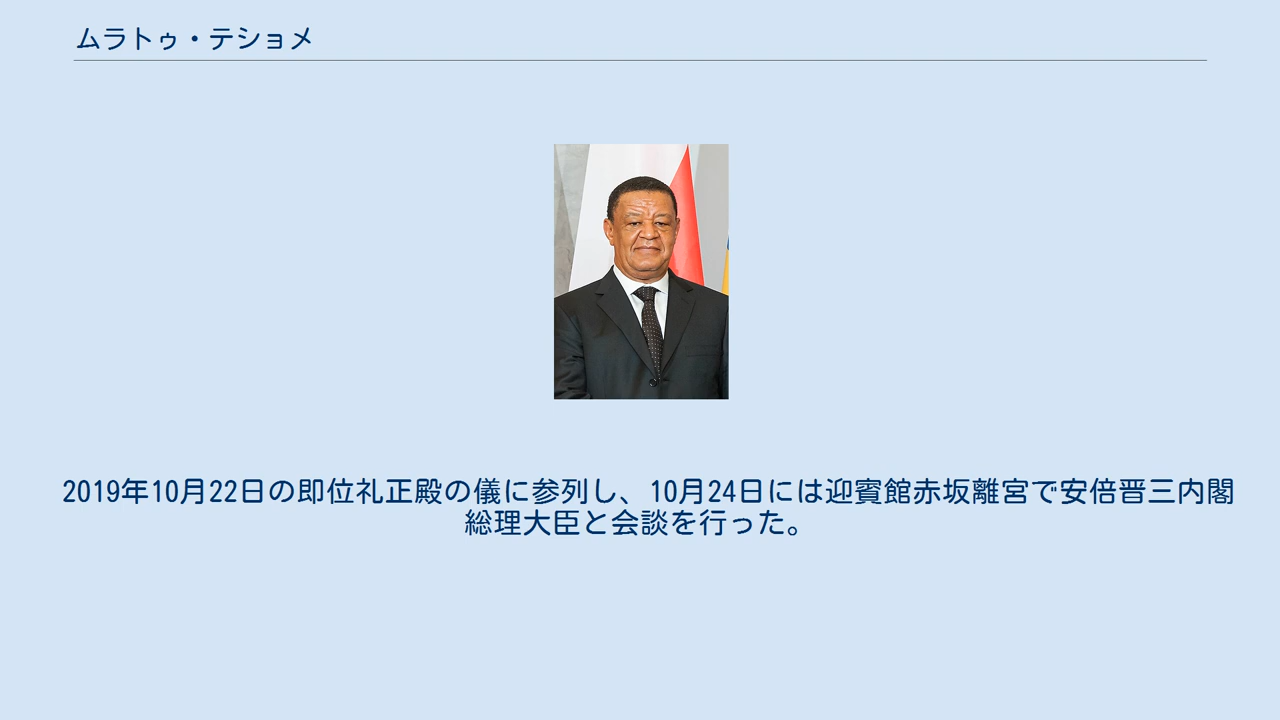 ムラトゥ・テショメ
2019年10月22日の即位礼正殿の儀に参列し、10月24日には迎賓館赤坂離宮で安倍晋三内閣
総理大臣と会談を行った。